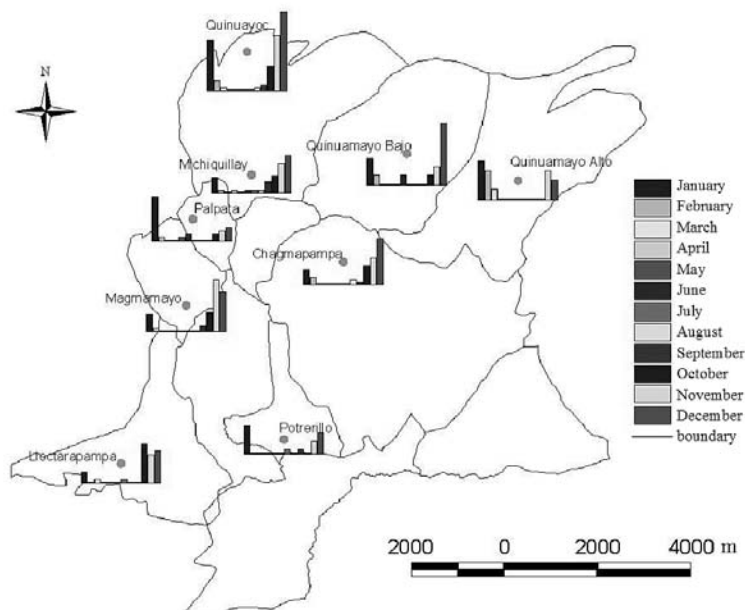 Quinuayoc
N
Quinuamayo Bajo
Quinuamayo Alto
Michiquillay
Palpata
Chagmapampa
Magmamayo
Potrerillo
Llectarapampa
January
February
March
April
May
June
July
August
September
October
November
December
boundary
2000 0 2000 4000 m